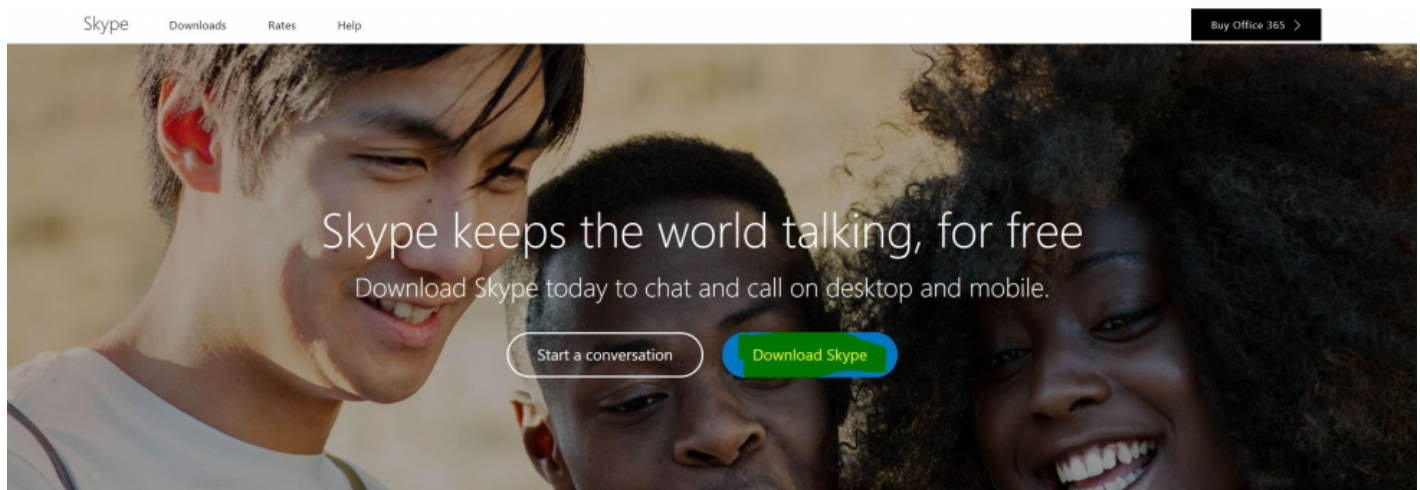 Skype Downloads Rates Help Buy Office 365
Skype keeps the world talking, for free
Download Skype today to chat and call on desktop and mobile.
Start a conversation Download Skype